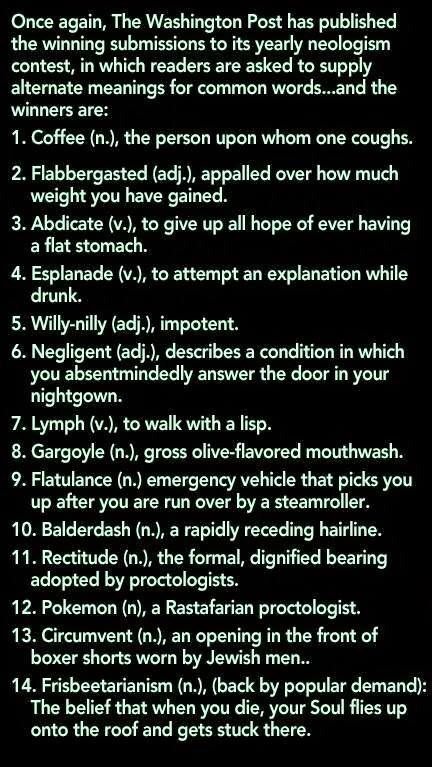 Once again, The Washington Post has published
the winning submissions to its yearly neologism
contest, in which readers are asked to supply
alternate meanings for common words...and the
winners are:
1. Coffee (n.), the person upon whom one coughs.
2. Flabbergasted (adj.), appalled over how much
weight you have gained.
3. Abdicate (v.), to give up all hope of ever having
a flat stomach.
4. Esplanade (v.), to attempt an explanation while
drunk.
5. Willy-nilly (adj.), impotent.
6. Negligent (adj.), describes a condition in which
you absentmindedly answer the door in your
nightgown.
7. Lymph (v.), to walk with a lisp.
8. Gargoyle (n.), gross olive-flavored mouthwash.
9. Flatulance (n.) emergency vehicle that picks you
up after you are run over by a steamroller.
10. Balderdash (n.), a rapidly receding hairline.
11. Rectitude (n.), the formal, dignified bearing
adopted by proctologists.
12. Pokemon (n), a Rastafarian proctologist.
13. Circumvent (n.), an opening in the front of
boxer shorts worn by Jewish men..
14. Frisbeetarianism (n.), (back by popular demand):
The belief that when you die, your Soul flies up
onto the roof and gets stuck there.